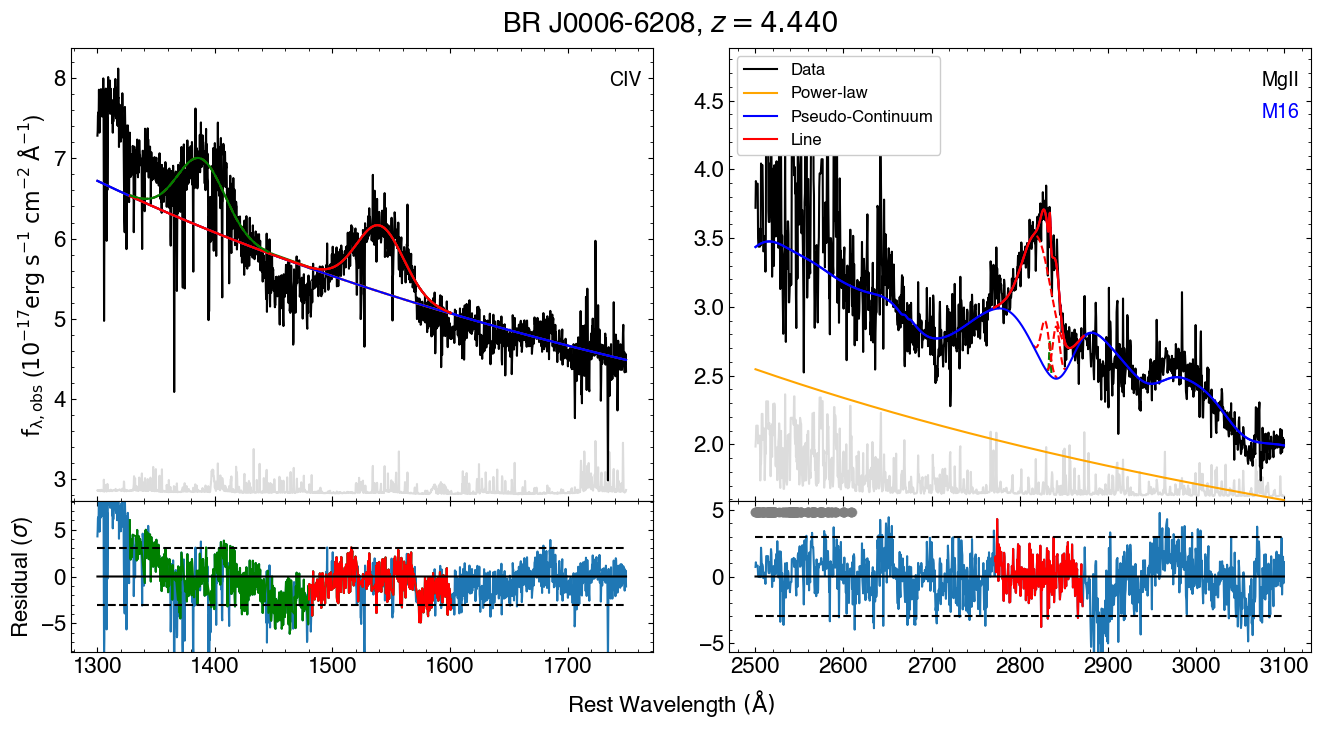 BR J0006-6208, z = 4.440
CIV
8
7
6
5
4
3
f_λ,obs (10⁻¹⁷erg s⁻¹ cm⁻² Å⁻¹)
Data
Power-law
Pseudo-Continuum
Line
MgII
M16
4.5
4.0
3.5
3.0
2.5
2.0
Residual (σ)
5
0
−5
1300 1400 1500 1600 1700
5
0
−5
2500 2600 2700 2800 2900 3000 3100
Rest Wavelength (Å)